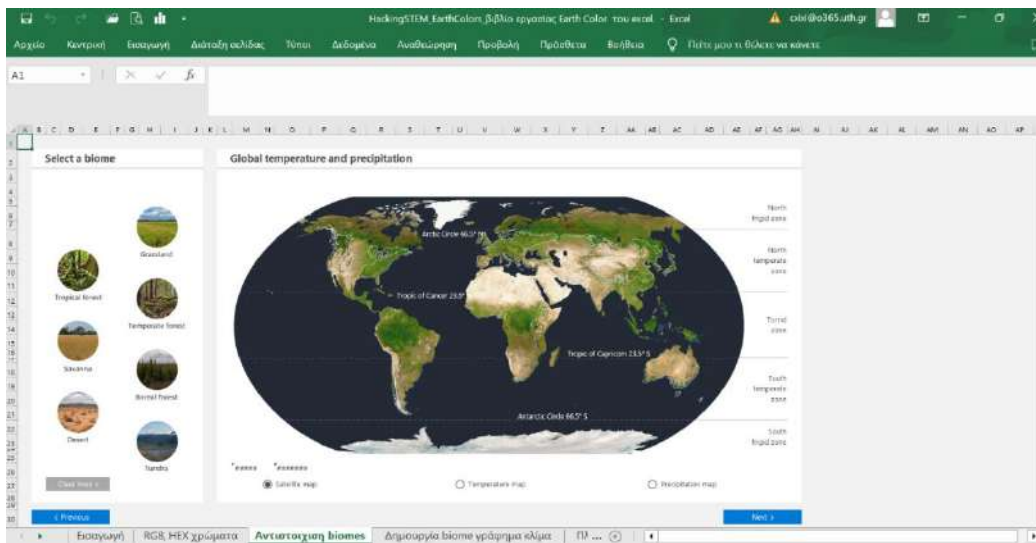 HackingSTEM_EarthColors_βιβλίο εργασίας Earth Color του excel - Excel
Αρχείο Κεντρική Εισαγωγή Διάταξη σελίδας Τύποι Δεδομένα Αναθεώρηση Προβολή Πρόσθετα Βοήθεια Πείτε μου τι θέλετε να κάνετε
A1
fx
Select a biome
Global temperature and precipitation
Grassland
Tropical forest
Temperate forest
Savanna
Boreal forest
Desert
Tundra
Arctic Circle 66.5° N
Tropic of Cancer 23.5°
Tropic of Capricorn 23.5° S
Antarctic Circle 66.5° S
North
frigid zone
North
temperate
zone
Torrid
zone
South
temperate
zone
South
frigid zone
Satellite map
Temperature map
Precipitation map
< Previous
Next >
Εισαγωγή RGB, HEX χρώματα Αντιστοιχιση biomes Δημιουργία biome γράφημα κλίμα